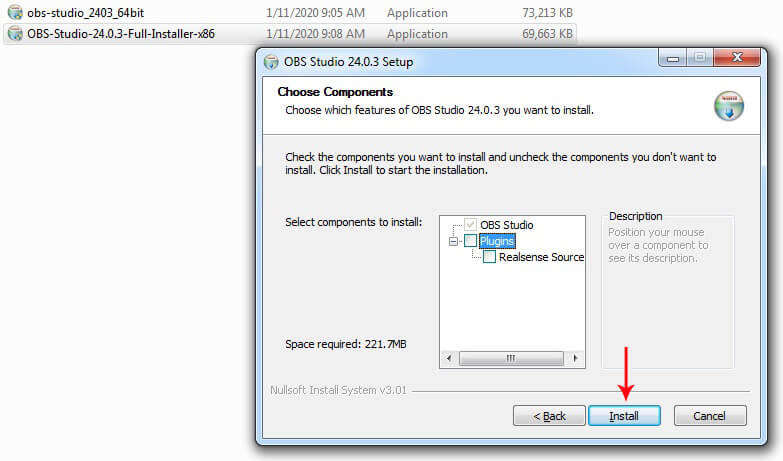 obs-studio_2403_64bit 1/11/2020 9:05 AM Application 73,213 KB
OBS-Studio-24.0.3-Full-Installer-x86 1/11/2020 9:08 AM Application 69,663 KB
OBS Studio 24.0.3 Setup
Choose Components
Choose which features of OBS Studio 24.0.3 you want to install.
Check the components you want to install and uncheck the components you don't want to
install. Click Install to start the installation.
Select components to install:
OBS Studio
Plugins
Realsense Source
Description
Position your mouse
over a component to
see its description.
Space required: 221.7MB
Nullsoft Install System v3.01
< Back Install Cancel